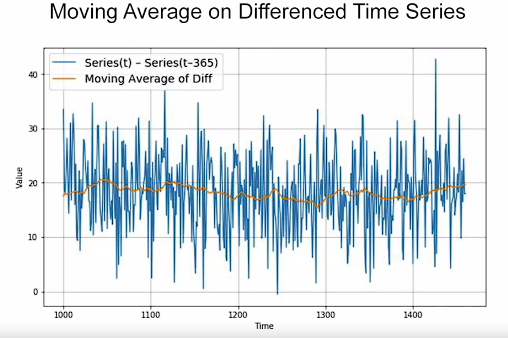 Moving Average on Differenced Time Series
Series(t) – Series(t–365)
Moving Average of Diff
40
30
20
10
0
Value
1000
1100
1200
1300
1400
Time